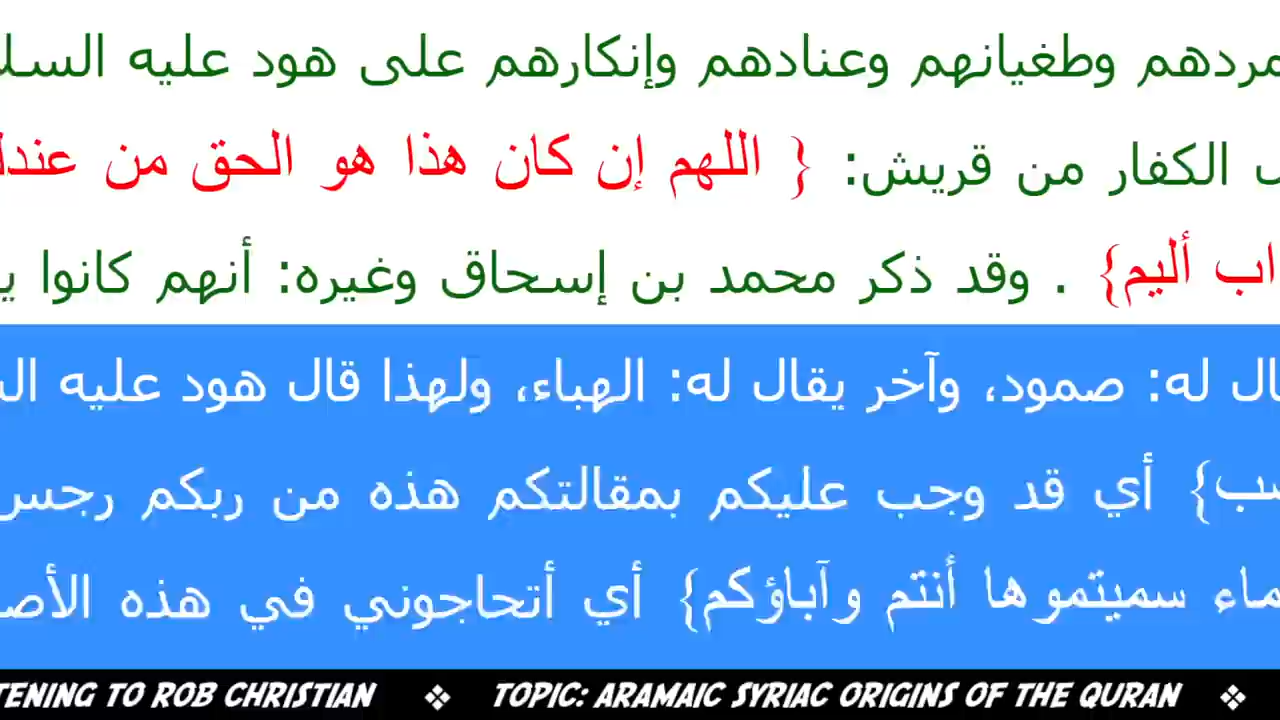 مردهم وطغيانهم وعنادهم وإنكارهم على هود عليه السلا
الكفار من قريش: { اللهم إن كان هذا هو الحق من عندك
اب أليم} . وقد ذكر محمد بن إسحاق وغيره: أنهم كانوا ي
ال له: صمود، وآخر يقال له: الهباء، ولهذا قال هود عليه ال
ضب} أي قد وجب عليكم بمقالتكم هذه من ربكم رجس
ماء سميتموها أنتم وآباؤكم} أي أتحاجوني في هذه الأص
TENING TO ROB CHRISTIAN ❖ TOPIC: ARAMAIC SYRIAC ORIGINS OF THE QURAN ❖